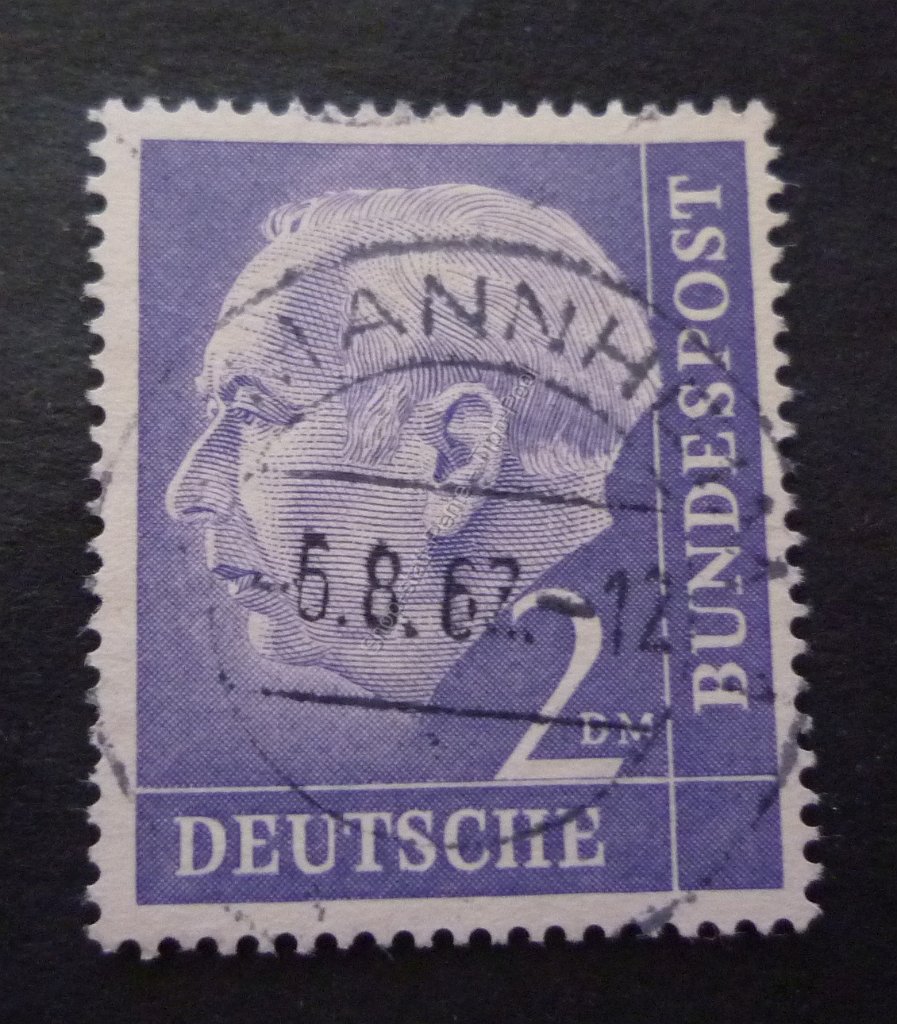 DEUTSCHE
BUNDESPOST
2 DM
ANNH
5.8.67.-12